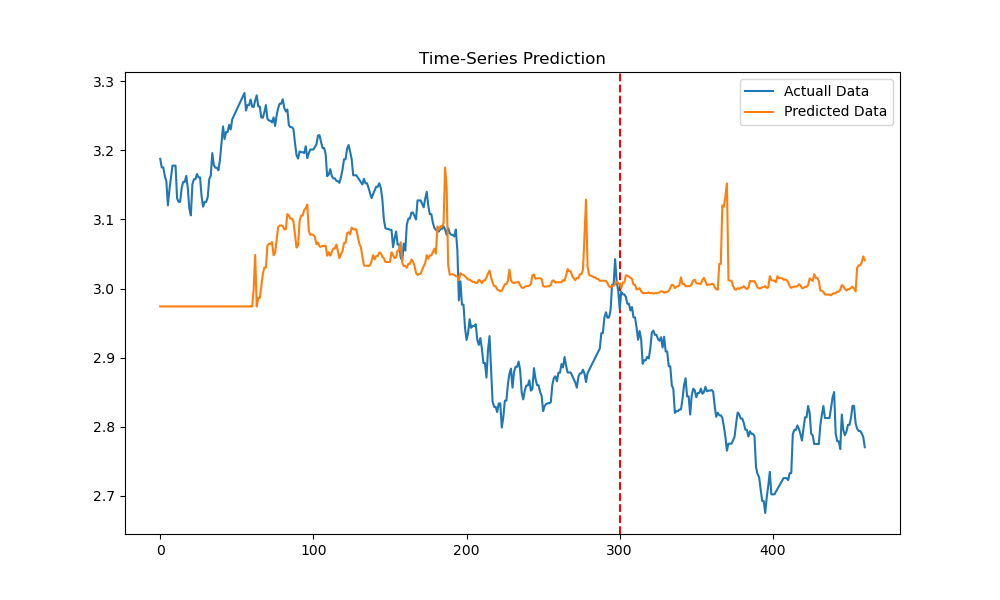 Time-Series Prediction
Actuall Data
Predicted Data
3.3
3.2
3.1
3.0
2.9
2.8
2.7
0 100 200 300 400